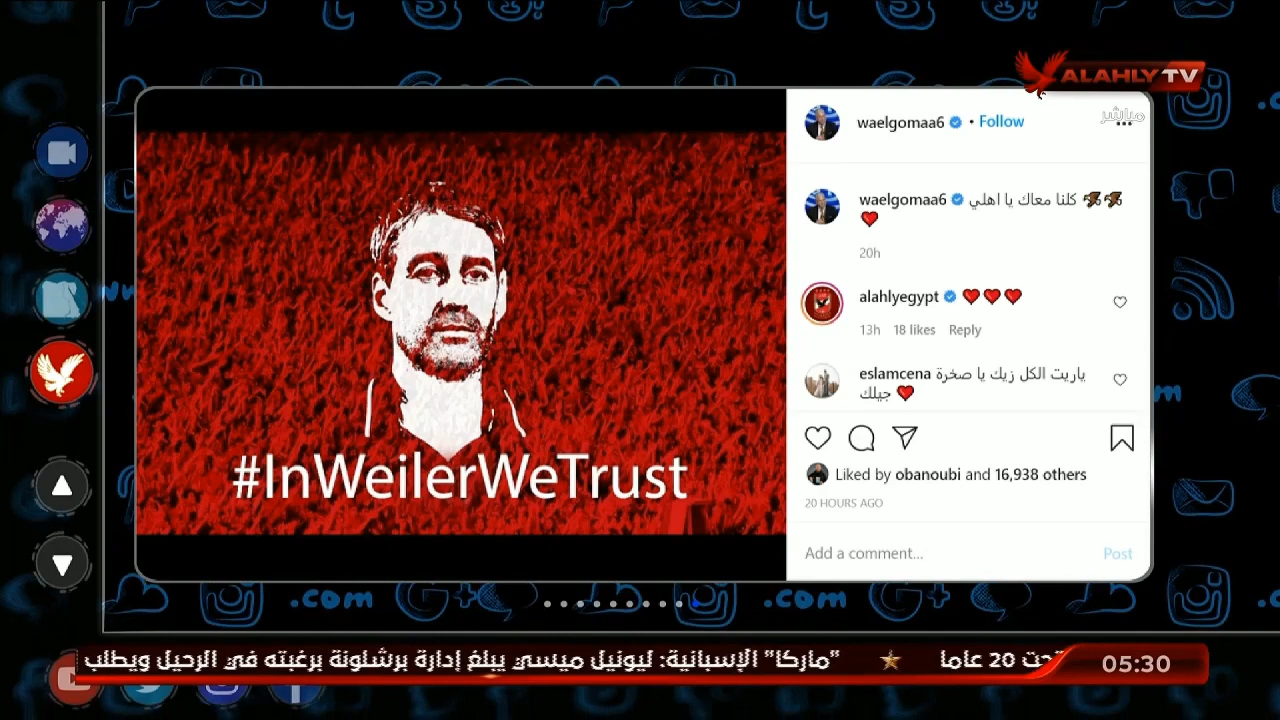 ALAHLY TV
مباشر
waelgomaa6 • Follow
waelgomaa6 كلنا معاك يا اهلي 🦅🦅
❤️
20h
alahlyegypt ❤️❤️❤️
13h 18 likes Reply
eslamcena ياريت الكل زيك يا صخرة
جيلك ❤️
#InWeilerWeTrust
Liked by obanoubi and 16,938 others
20 HOURS AGO
Add a comment... Post
.com
.com
تحت 20 عاما ★ "ماركا" الإسبانية: ليونيل ميسي يبلغ إدارة برشلونة برغبته في الرحيل ويطلب
05:30